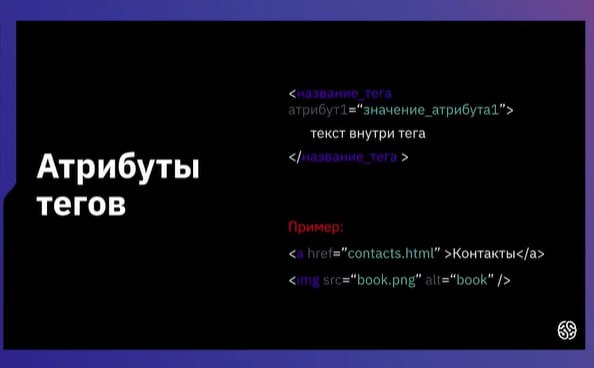 Атрибуты
тегов
<название_тега
атрибут1=“значение_атрибута1”>
текст внутри тега
</название_тега >
Пример:
<a href=”contacts.html” >Контакты</a>
<img src=“book.png” alt=“book” />